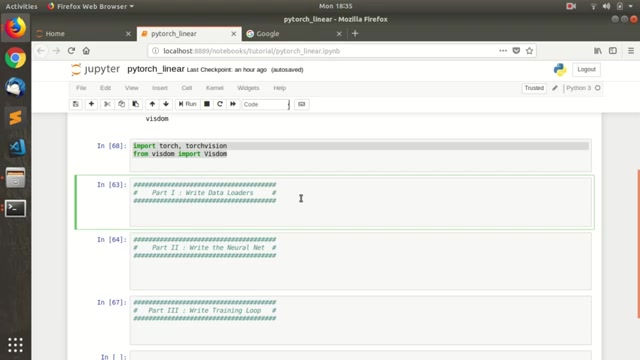 Activities
Firefox Web Browser
MON 18:35
pytorch_linear - Mozilla Firefox
Home
pytorch_linear
Google
localhost:8889/notebooks/tutorial/pytorch_linear.ipynb
jupyter pytorch_linear Last Checkpoint: an hour ago (autosaved)
Logout
File Edit View Insert Cell Kernel Widgets Help
Trusted
Python 3
Run
Code
visdom
In [68]: import torch, torchvision
from visdom import Visdom
In [63]: ######################################
# Part I : Write Data Loaders #
######################################
In [64]: ######################################
# Part II : Write the Neural Net #
######################################
In [67]: ######################################
# Part III : Write Training Loop #
######################################
In [ ]: